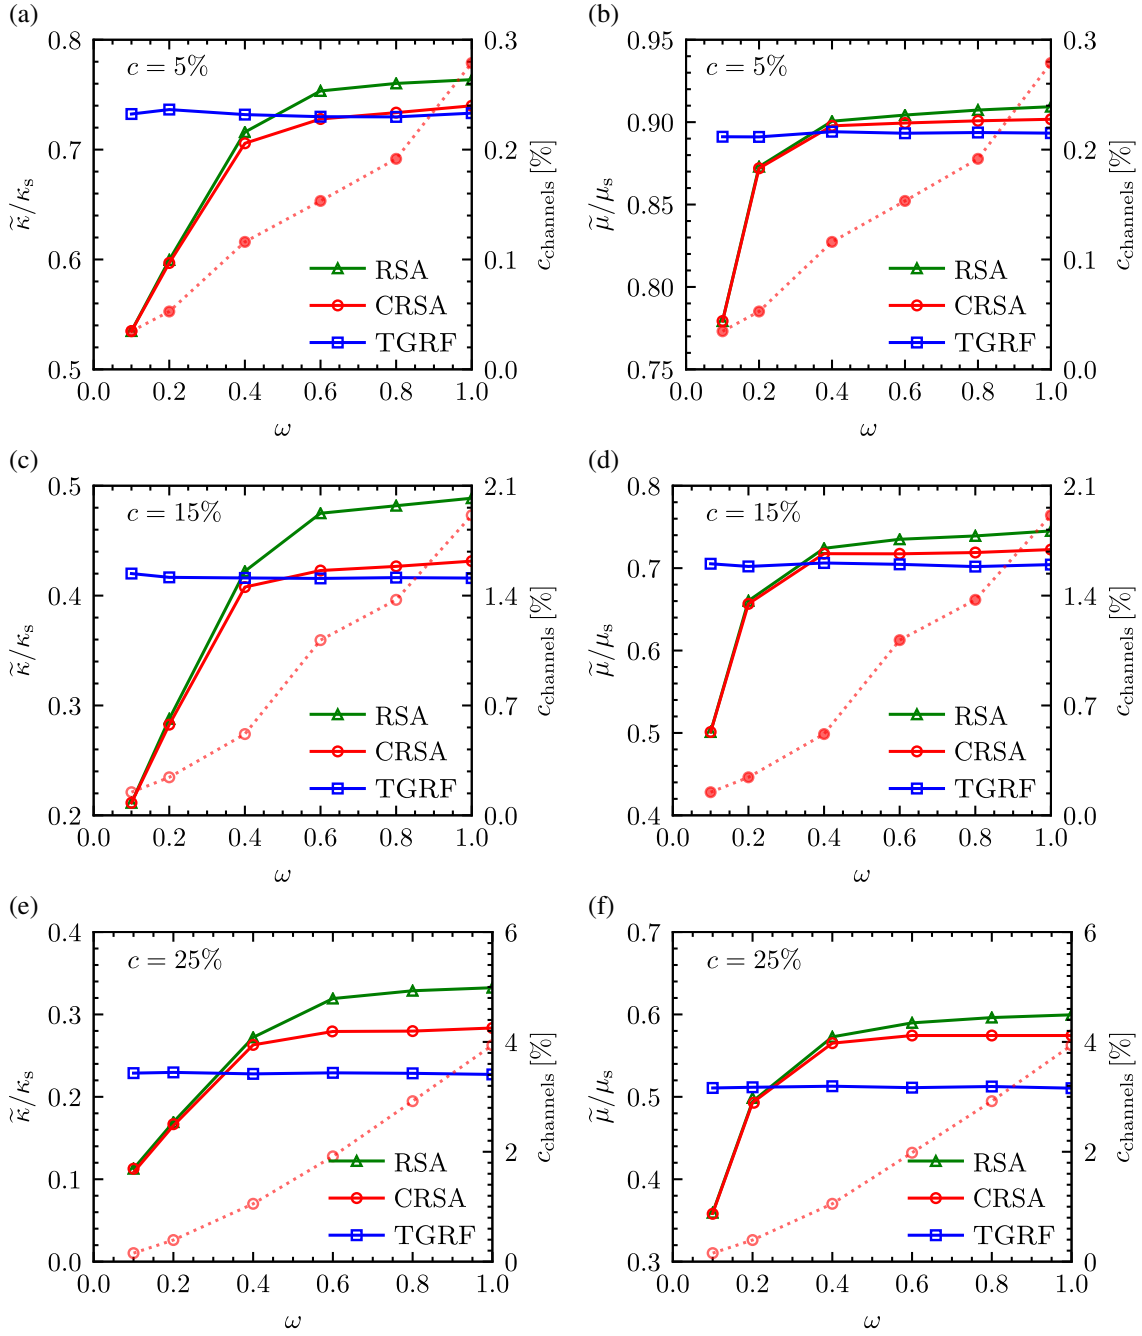 (a)
0.8
0.7
0.6
0.5
κ̃/κs
c = 5%
RSA
CRSA
TGRF
0.3
0.2
0.1
0.0
cchannels [%]
0.0 0.2 0.4 0.6 0.8 1.0
ω
(b)
0.95
0.90
0.85
0.80
0.75
μ̃/μs
c = 5%
RSA
CRSA
TGRF
0.3
0.2
0.1
0.0
cchannels [%]
0.0 0.2 0.4 0.6 0.8 1.0
ω
(c)
0.5
0.4
0.3
0.2
κ̃/κs
c = 15%
RSA
CRSA
TGRF
2.1
1.4
0.7
0.0
cchannels [%]
0.0 0.2 0.4 0.6 0.8 1.0
ω
(d)
0.8
0.7
0.6
0.5
0.4
μ̃/μs
c = 15%
RSA
CRSA
TGRF
2.1
1.4
0.7
0.0
cchannels [%]
0.0 0.2 0.4 0.6 0.8 1.0
ω
(e)
0.4
0.3
0.2
0.1
0.0
κ̃/κs
c = 25%
RSA
CRSA
TGRF
6
4
2
0
cchannels [%]
0.0 0.2 0.4 0.6 0.8 1.0
ω
(f)
0.7
0.6
0.5
0.4
0.3
μ̃/μs
c = 25%
RSA
CRSA
TGRF
6
4
2
0
cchannels [%]
0.0 0.2 0.4 0.6 0.8 1.0
ω